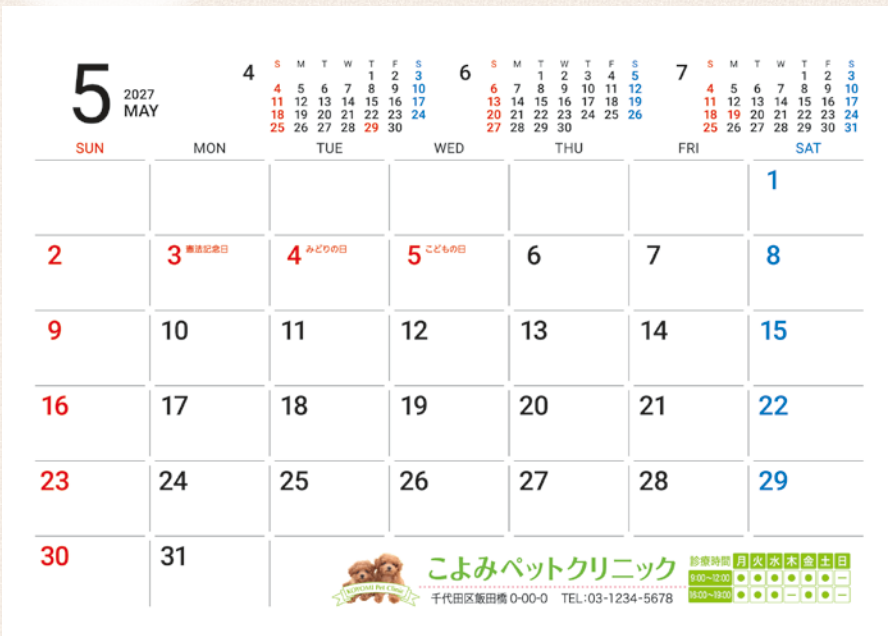 5 2027 MAY
4
S M T W T F S
1 2 3
4 5 6 7 8 9 10
11 12 13 14 15 16 17
18 19 20 21 22 23 24
25 26 27 28 29 30
6
S M T W T F S
1 2 3 4 5
6 7 8 9 10 11 12
13 14 15 16 17 18 19
20 21 22 23 24 25 26
27 28 29 30
7
S M T W T F S
1 2 3
4 5 6 7 8 9 10
11 12 13 14 15 16 17
18 19 20 21 22 23 24
25 26 27 28 29 30 31
SUN MON TUE WED THU FRI SAT
1
2 3 憲法記念日 4 みどりの日 5 こどもの日 6 7 8
9 10 11 12 13 14 15
16 17 18 19 20 21 22
23 24 25 26 27 28 29
30 31
KOYOMI Pet Clinic
こよみペットクリニック
千代田区飯田橋 0-00-0 TEL:03-1234-5678
診療時間 月 火 水 木 金 土 日
9:00〜12:00 ● ● ● ● ● ● ー
16:00〜19:00 ● ● ● ー ● ● ー